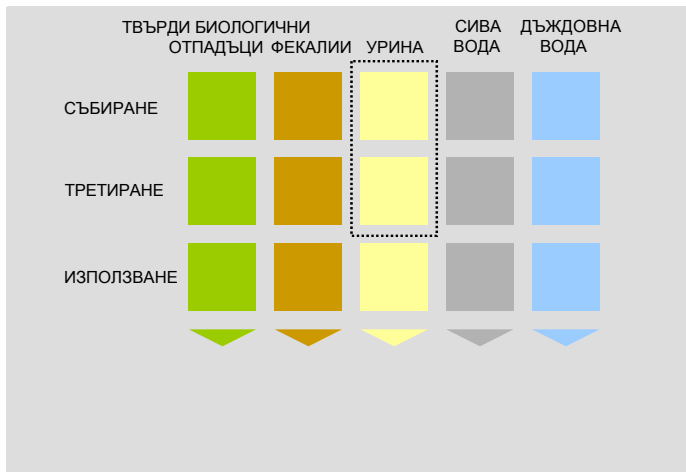 ТВЪРДИ БИОЛОГИЧНИ
ОТПАДЪЦИ
ФЕКАЛИИ
УРИНА
СИВА
ВОДА
ДЪЖДОВНА
ВОДА
СЪБИРАНЕ
ТРЕТИРАНЕ
ИЗПОЛЗВАНЕ